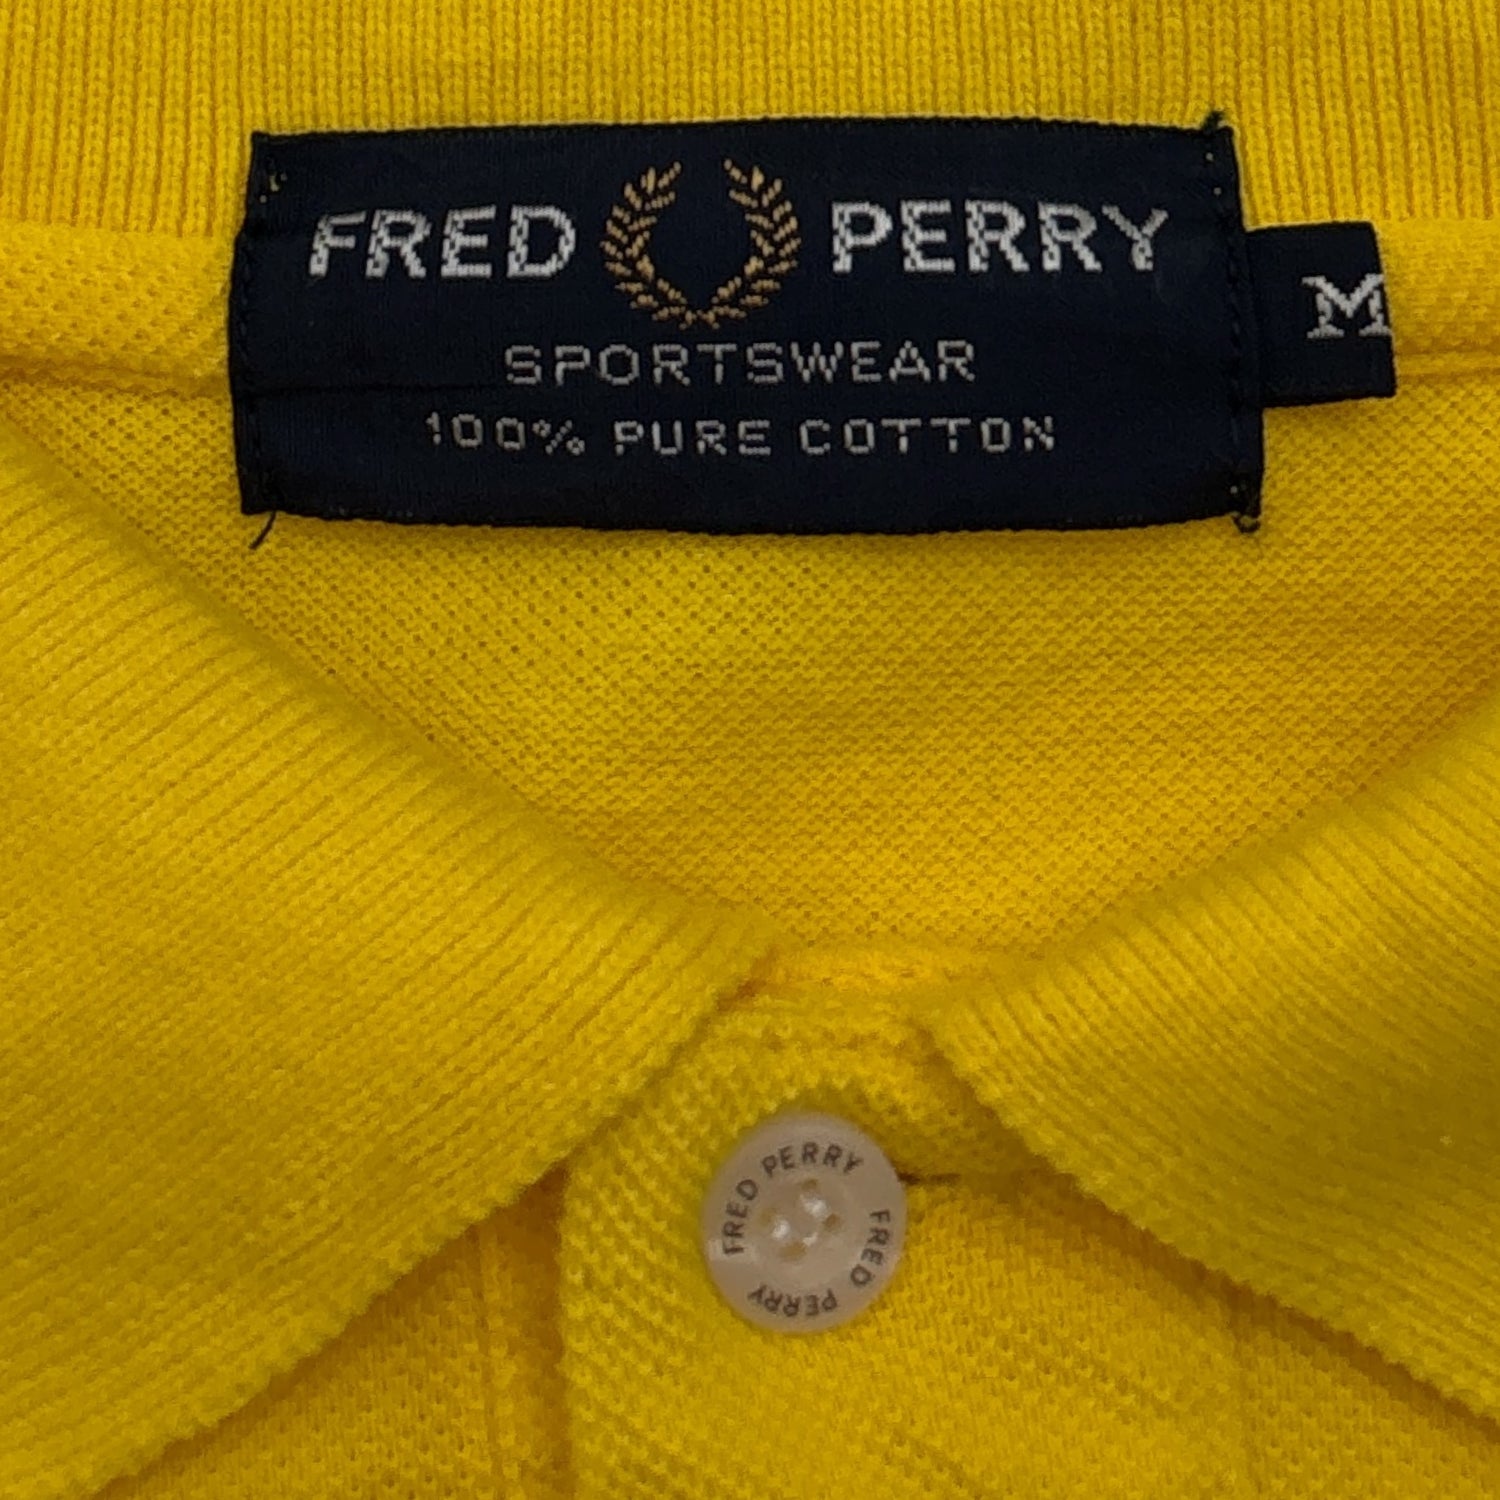 FRED PERRY
M
SPORTSWEAR
100% PURE COTTON
FRED PERRY FRED PERRY